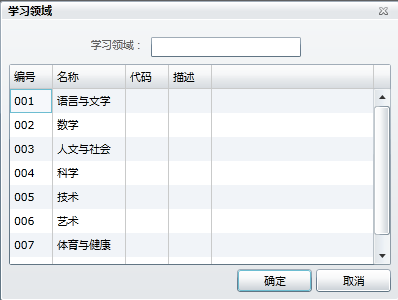 学习领域
学习领域：
编号 名称 代码 描述
001 语言与文学
002 数学
003 人文与社会
004 科学
005 技术
006 艺术
007 体育与健康
确定 取消